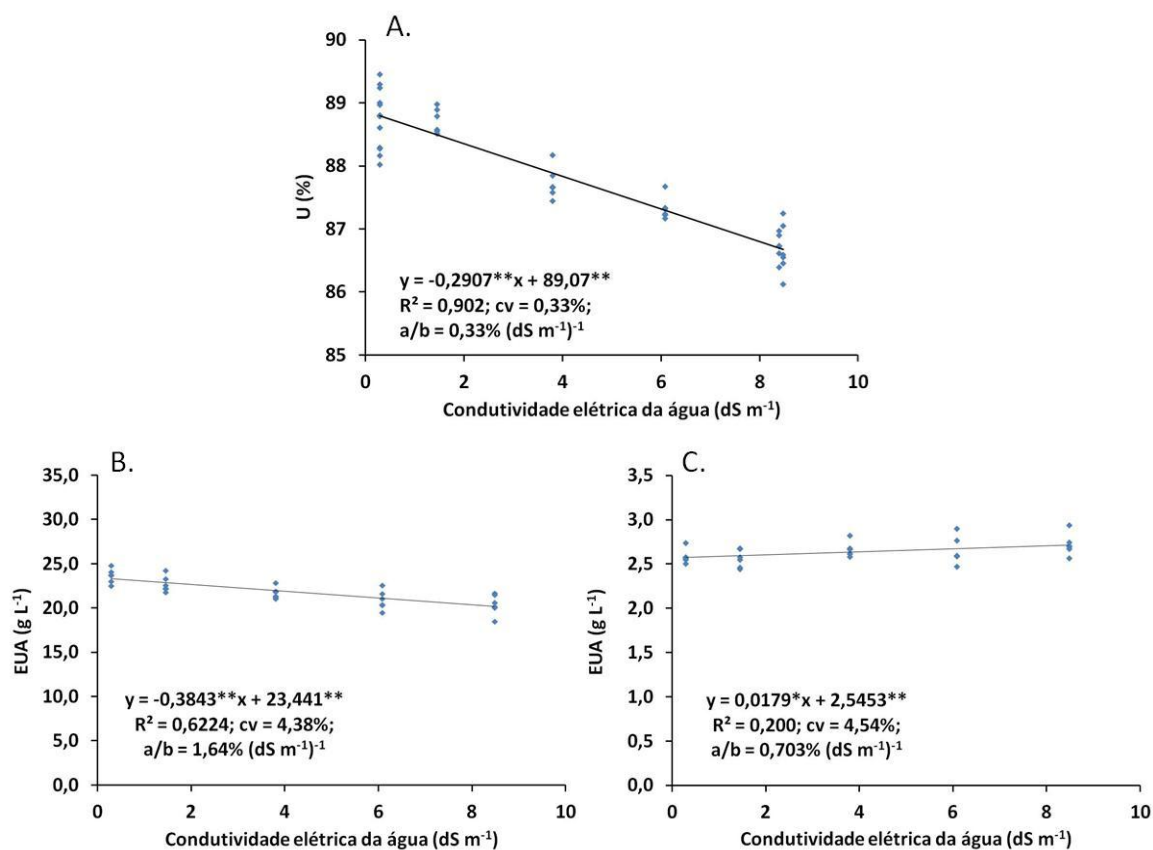 A.
90
89
88
87
86
85
U (%)
y = -0,2907**x + 89,07**
R² = 0,902; cv = 0,33%;
a/b = 0,33% (dS m⁻¹)⁻¹
0 2 4 6 8 10
Condutividade elétrica da água (dS m⁻¹)
B.
35,0
30,0
25,0
20,0
15,0
10,0
5,0
0,0
EUA (g L⁻¹)
y = -0,3843**x + 23,441**
R² = 0,6224; cv = 4,38%;
a/b = 1,64% (dS m⁻¹)⁻¹
0 2 4 6 8 10
Condutividade elétrica da água (dS m⁻¹)
C.
3,5
3,0
2,5
2,0
1,5
1,0
0,5
0,0
EUA (g L⁻¹)
y = 0,0179*x + 2,5453**
R² = 0,200; cv = 4,54%;
a/b = 0,703% (dS m⁻¹)⁻¹
0 2 4 6 8 10
Condutividade elétrica da água (dS m⁻¹)